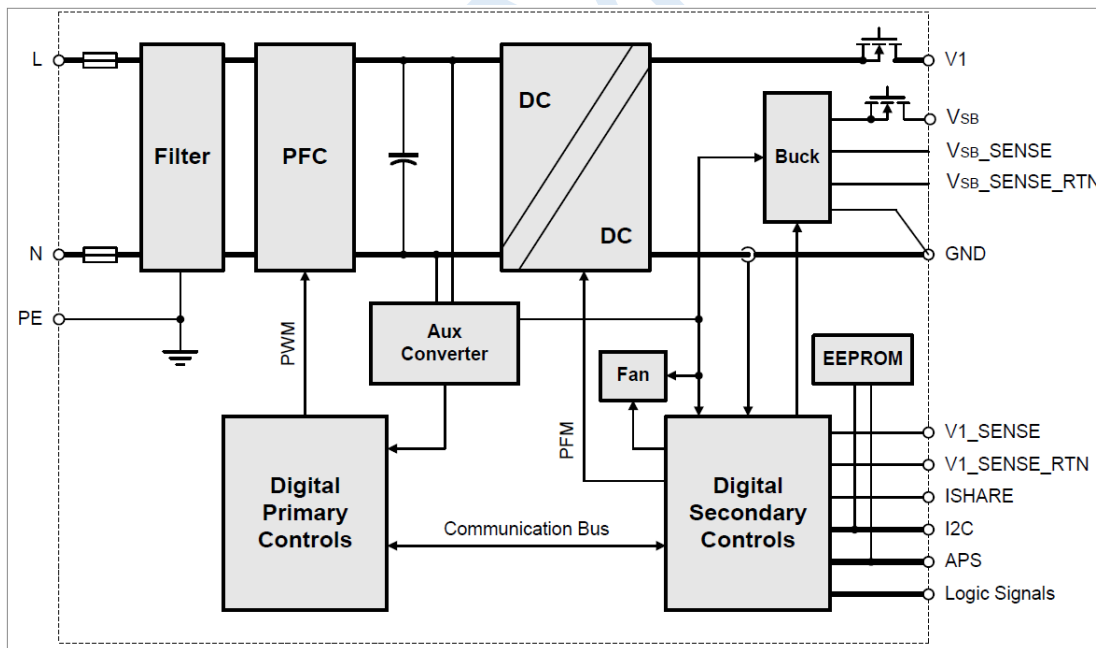 L
V1
DC
VSB
Filter
PFC
Buck
VSB_SENSE
VSB_SENSE_RTN
DC
N
GND
PE
Aux
Converter
PWM
EEPROM
Fan
PFM
V1_SENSE
V1_SENSE_RTN
Digital
Primary
Controls
Digital
Secondary
Controls
ISHARE
Communication Bus
I2C
APS
Logic Signals